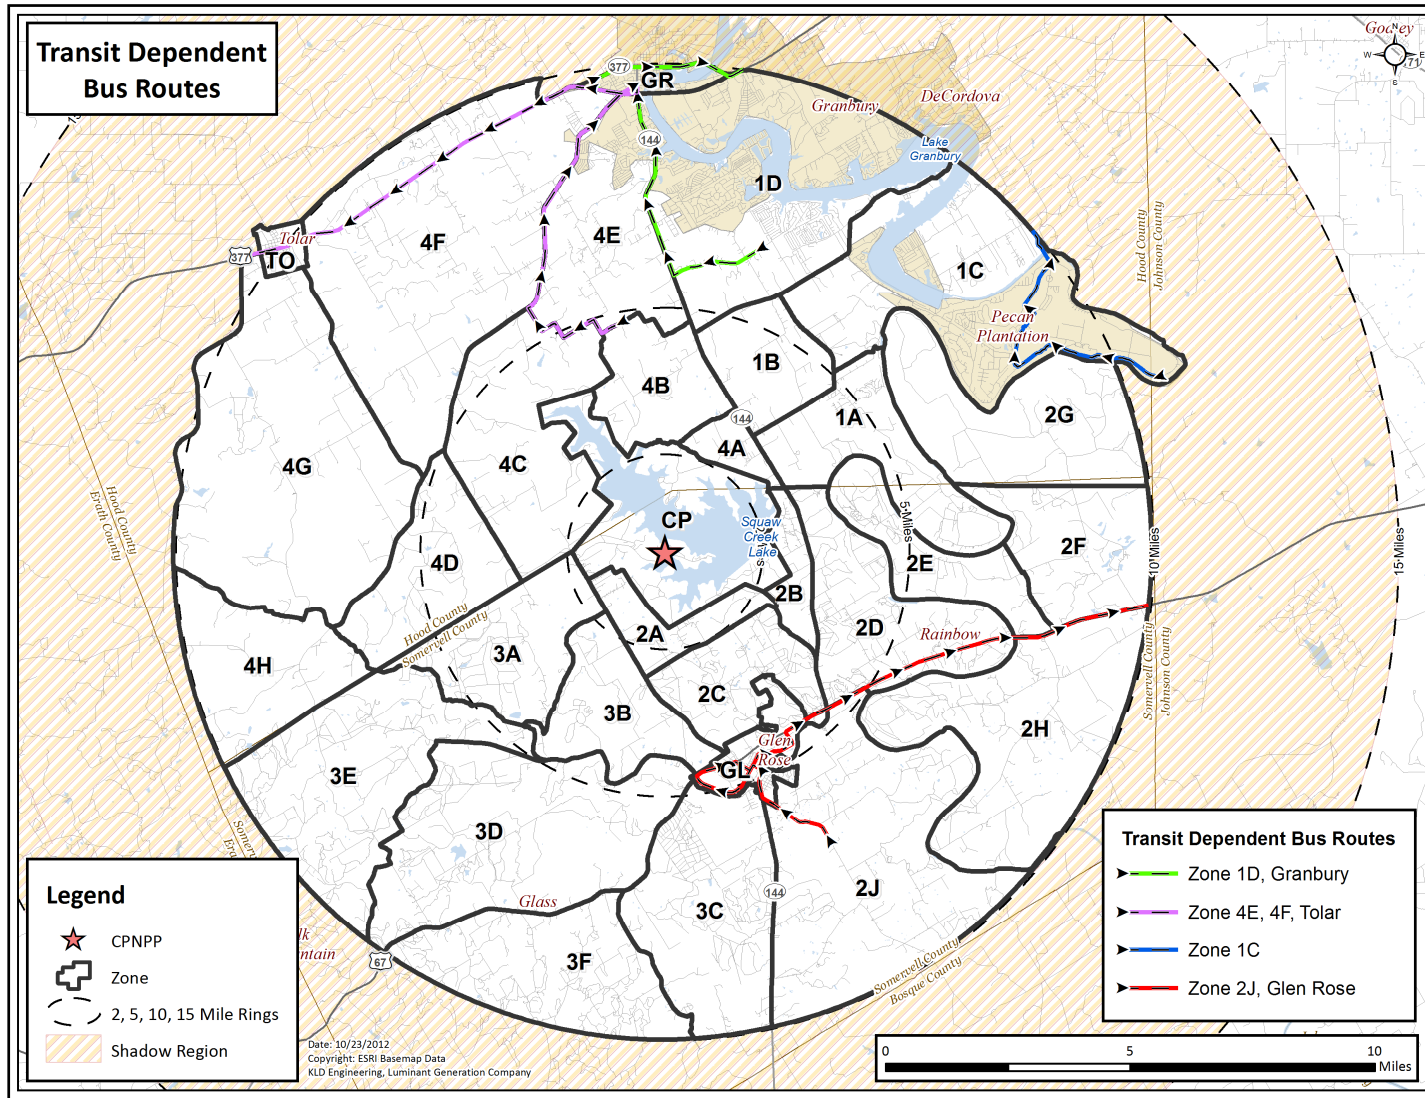 Transit Dependent
Bus Routes
Godley
N
W
E
S
71
377
GR
Granbury
DeCordova
144
Lake
Granbury
1D
Hood County
Johnson County
Tolar
377
TO
4F
4E
1C
Pecan
Plantation
1B
4B
144
1A
2G
4A
4G
4C
Hood County
Erath County
CP
Squaw
Creek
Lake
5-Miles
2F
10 Miles
15-Miles
2E
4D
2B
Hood County
Somervell County
2A
2D
Rainbow
4H
3A
2C
Somervell County
Johnson County
3B
2H
Glen
Rose
GL
3E
3D
2J
144
Glass
3C
3F
67
Somervell County
Bosque County
Legend
CPNPP
Zone
2, 5, 10, 15 Mile Rings
Shadow Region
Date: 10/23/2012
Copyright: ESRI Basemap Data
KLD Engineering, Luminant Generation Company
Transit Dependent Bus Routes
Zone 1D, Granbury
Zone 4E, 4F, Tolar
Zone 1C
Zone 2J, Glen Rose
0
5
10
Miles